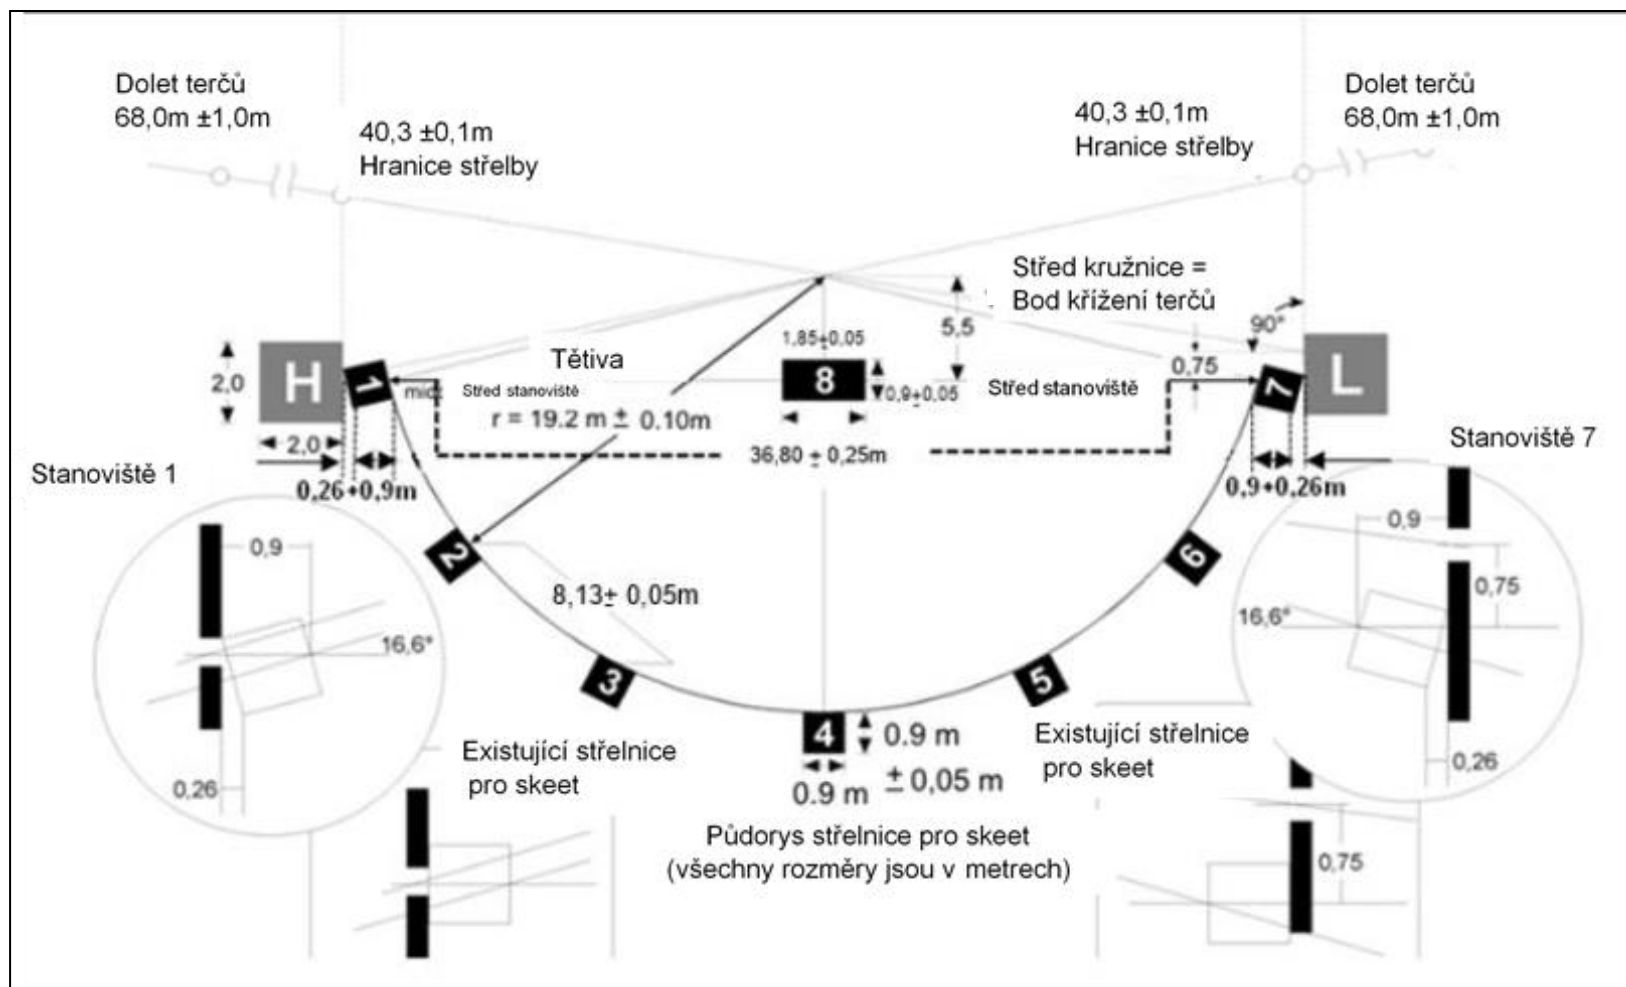 Dolet terčů
68,0m ±1,0m
40,3 ±0,1m
Hranice střelby
40,3 ±0,1m
Hranice střelby
Dolet terčů
68,0m ±1,0m
Střed kružnice =
Bod křížení terčů
5,5
90°
1,85±0,05
Tětiva
0,75
H
2,0
1
Střed stanoviště
8
0,9±0,05
Střed stanoviště
7
L
r = 19.2 m ± 0.10m
2,0
36,80 ± 0,25m
Stanoviště 1
Stanoviště 7
0,26+0,9m
0,9+0,26m
0,9
2
6
0,9
8,13± 0,05m
0,75
16,6°
16,6°
3
5
4
0.9 m
± 0,05 m
0.9 m
Existující střelnice
pro skeet
Existující střelnice
pro skeet
0,26
0,26
Půdorys střelnice pro skeet
(všechny rozměry jsou v metrech)
0,75